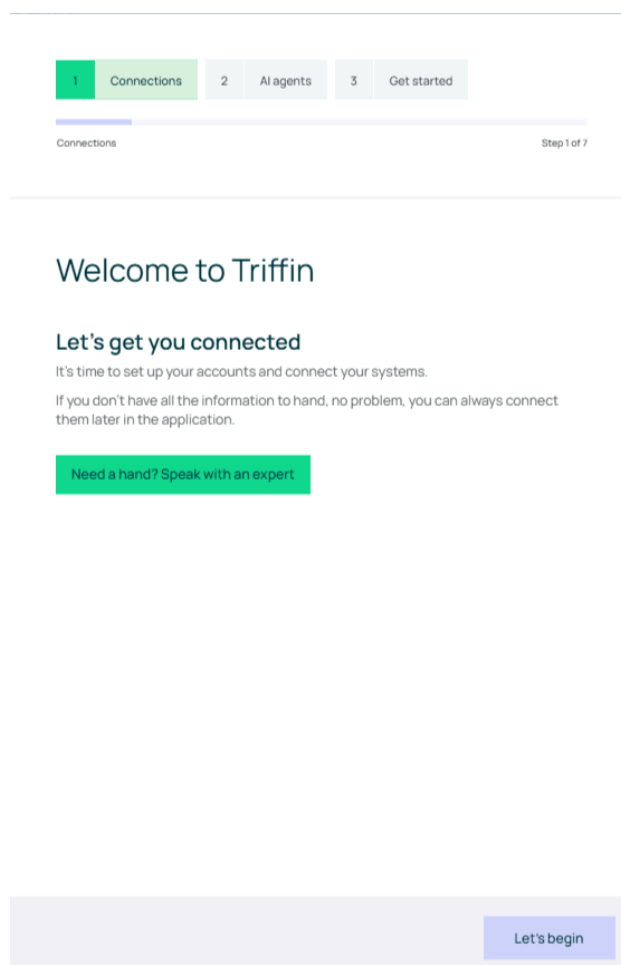 1 Connections 2 AI agents 3 Get started
Connections Step 1 of 7
Welcome to Triffin
Let's get you connected
It's time to set up your accounts and connect your systems.
If you don't have all the information to hand, no problem, you can always connect
them later in the application.
Need a hand? Speak with an expert
Let's begin